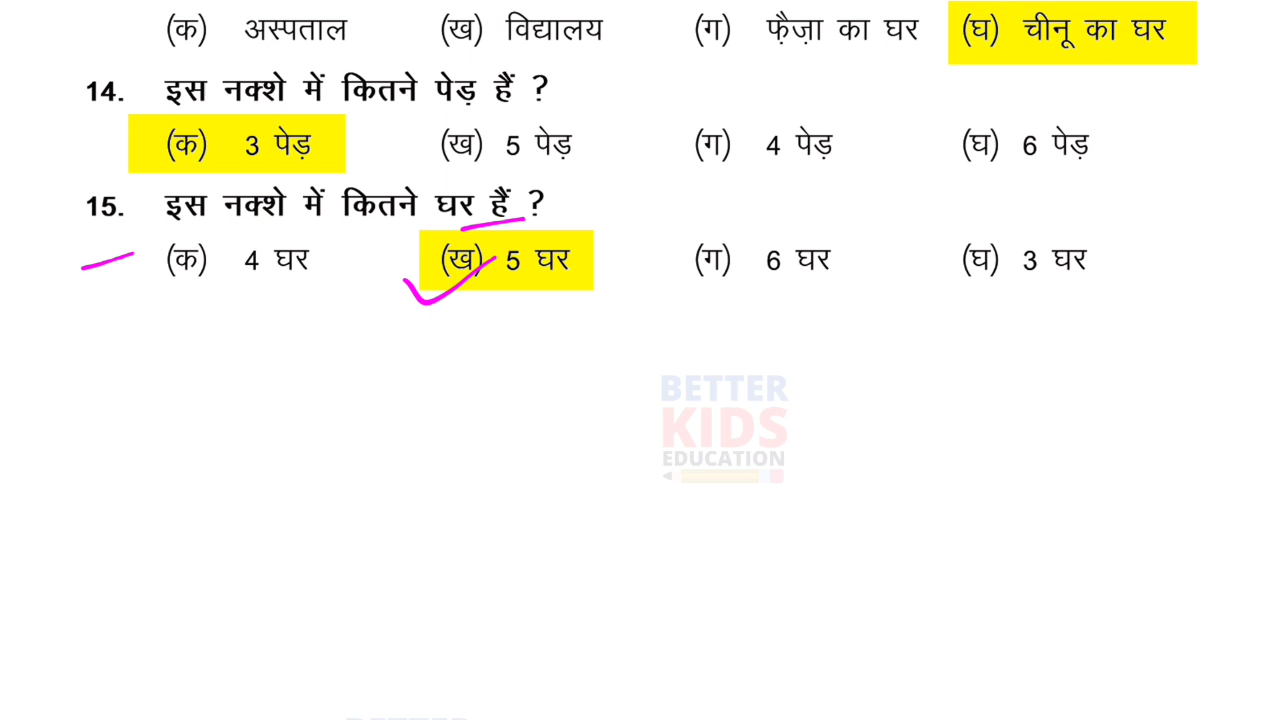 (क) अस्पताल (ख) विद्यालय (ग) फ़ैज़ा का घर (घ) चीनू का घर
14. इस नक्शे में कितने पेड़ हैं ?
(क) 3 पेड़ (ख) 5 पेड़ (ग) 4 पेड़ (घ) 6 पेड़
15. इस नक्शे में कितने घर हैं ?
(क) 4 घर (ख) 5 घर (ग) 6 घर (घ) 3 घर
BETTER
KIDS
EDUCATION